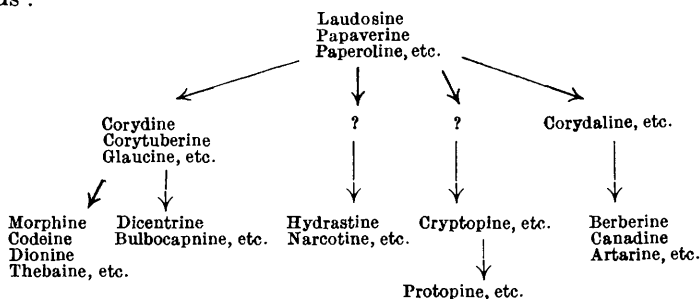 Laudosine
Papaverine
Paperoline, etc.
Corydine
Corytuberine
Glaucine, etc.
?
?
Corydaline, etc.
Morphine
Codeine
Dionine
Thebaine, etc.
Dicentrine
Bulbocapnine, etc.
Hydrastine
Narcotine, etc.
Cryptopine, etc.
Berberine
Canadine
Artarine, etc.
Protopine, etc.